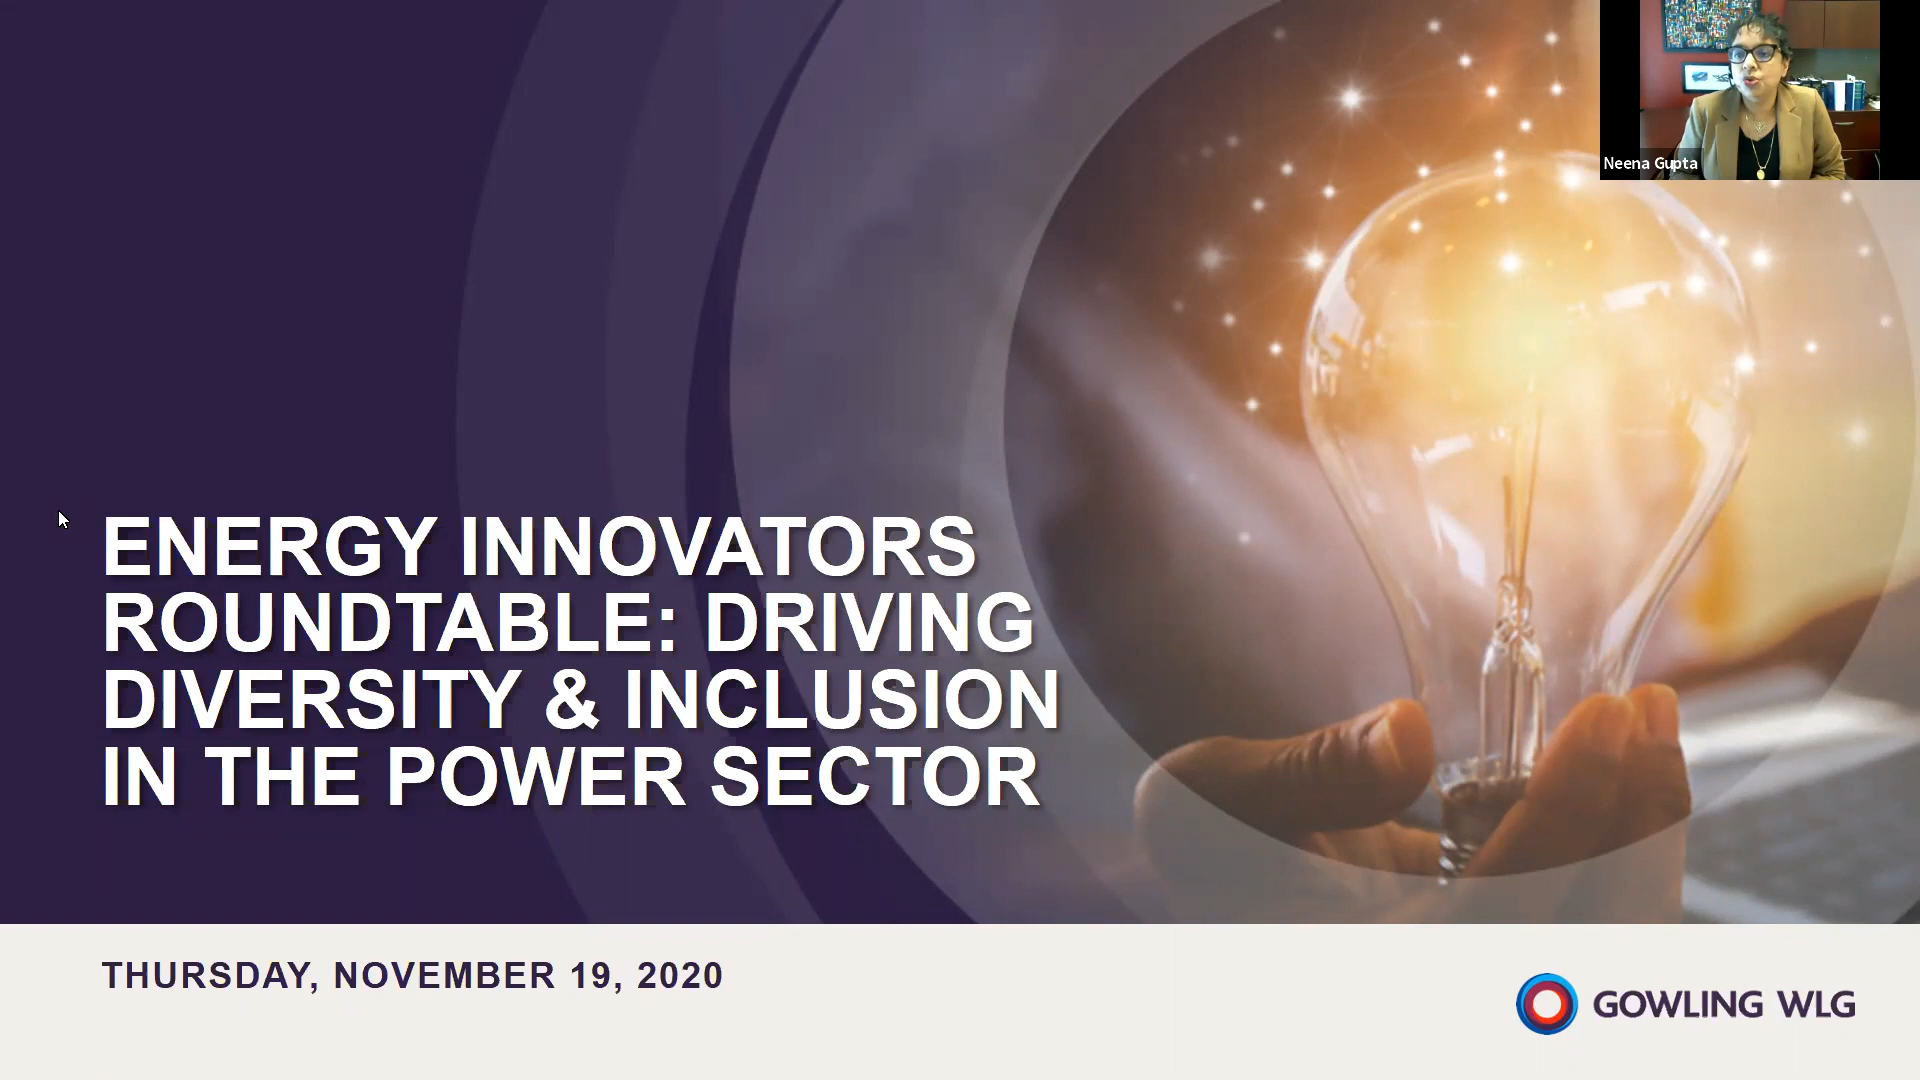 Neena Gupta
ENERGY INNOVATORS
ROUNDTABLE: DRIVING
DIVERSITY & INCLUSION
IN THE POWER SECTOR
THURSDAY, NOVEMBER 19, 2020
GOWLING WLG